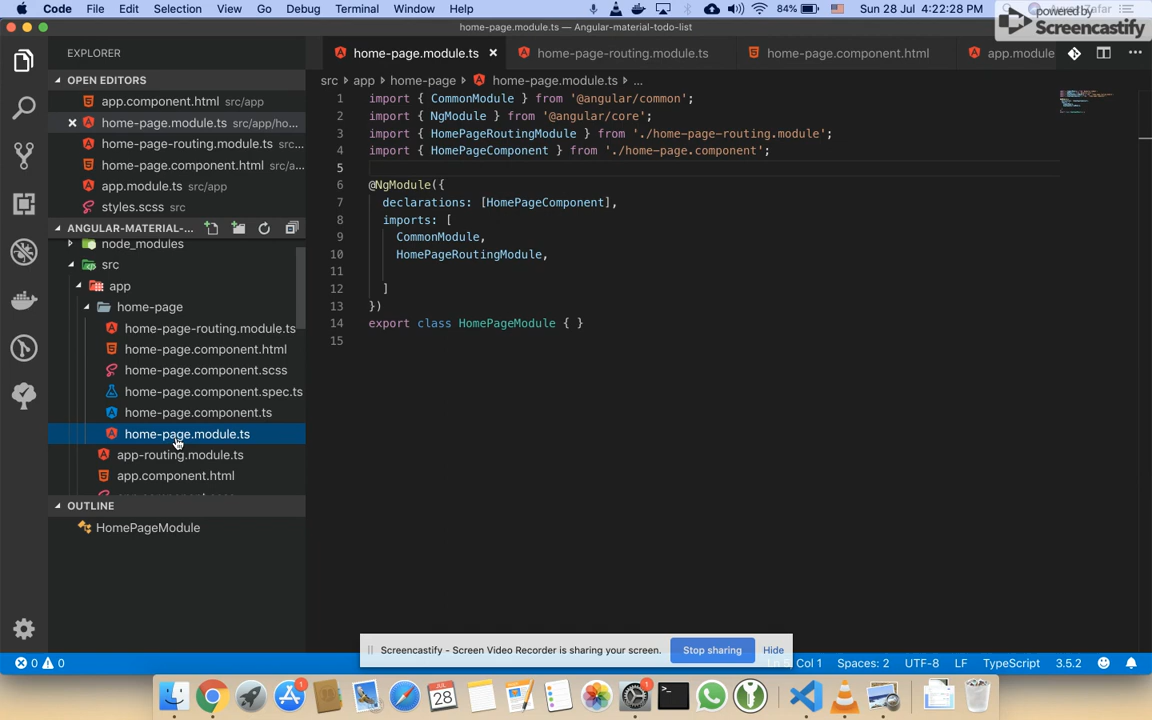 Code File Edit Selection View Go Debug Terminal Window Help 84% Sun 28 Jul 4:22:28 PM
powered by
Screencastify
home-page.module.ts — Angular-material-todo-list
EXPLORER
home-page.module.ts home-page-routing.module.ts home-page.component.html app.module
OPEN EDITORS
app.component.html src/app
home-page.module.ts src/app/ho...
home-page-routing.module.ts src...
home-page.component.html src/a...
app.module.ts src/app
styles.scss src
ANGULAR-MATERIAL-...
node_modules
src
app
home-page
home-page-routing.module.ts
home-page.component.html
home-page.component.scss
home-page.component.spec.ts
home-page.component.ts
home-page.module.ts
app-routing.module.ts
app.component.html
OUTLINE
HomePageModule
src app home-page home-page.module.ts ...
1 import { CommonModule } from '@angular/common';
2 import { NgModule } from '@angular/core';
3 import { HomePageRoutingModule } from './home-page-routing.module';
4 import { HomePageComponent } from './home-page.component';
5
6 @NgModule({
7 declarations: [HomePageComponent],
8 imports: [
9 CommonModule,
10 HomePageRoutingModule,
11
12 ]
13 })
14 export class HomePageModule { }
15
Screencastify - Screen Video Recorder is sharing your screen. Stop sharing Hide
0 0 Col 1 Spaces: 2 UTF-8 LF TypeScript 3.5.2
1
JUL
28
1